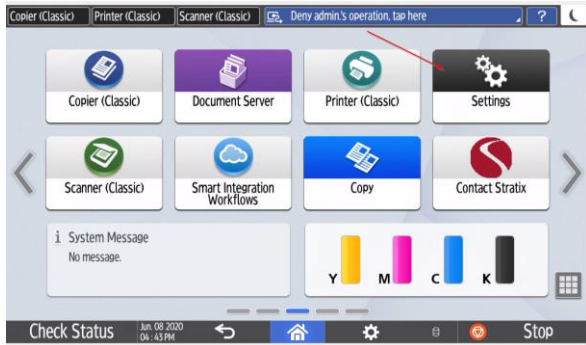 Copier (Classic) Printer (Classic) Scanner (Classic) Deny admin.'s operation, tap here ?
Copier (Classic) Document Server Printer (Classic) Settings
Scanner (Classic) Smart Integration Workflows Copy Contact Stratix
i System Message
No message.
Y M C K
Check Status Jun. 08 2020 04 : 43 PM Stop